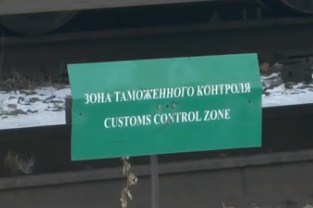 ЗОНА ТАМОЖЕННОГО КОНТРОЛЯ
CUSTOMS CONTROL ZONE